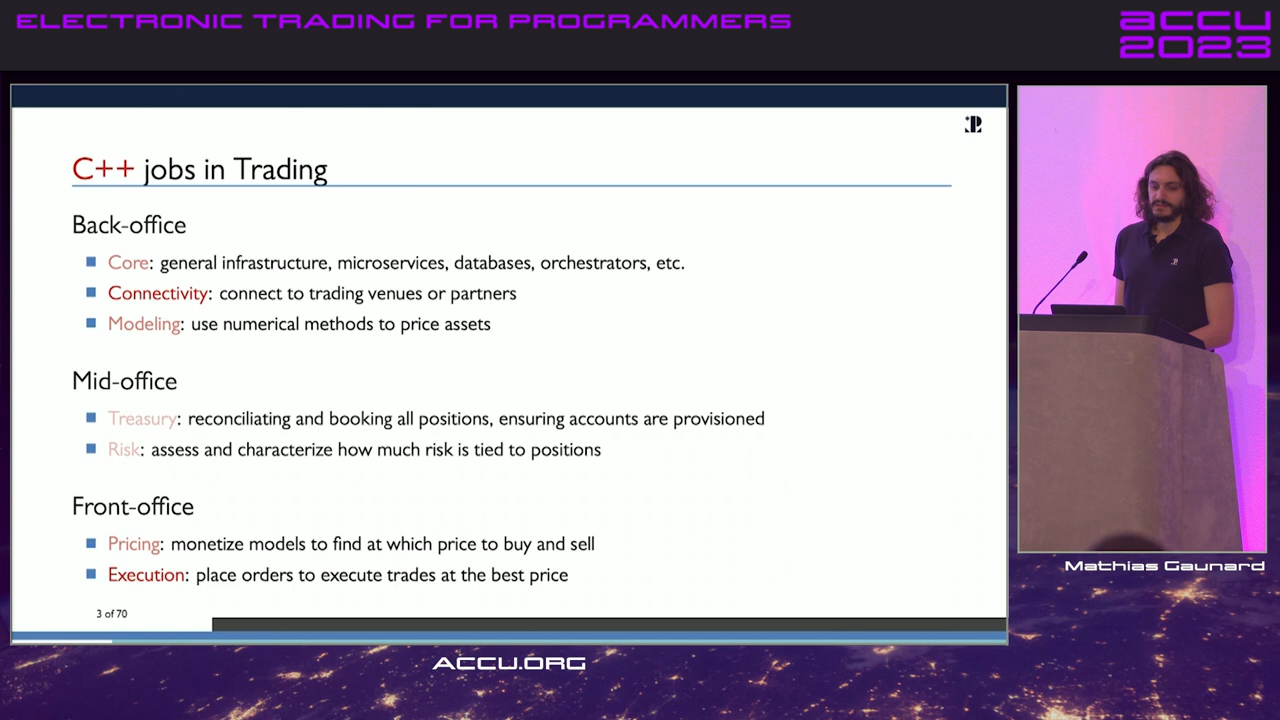 ELECTRONIC TRADING FOR PROGRAMMERS
accu
2023
C++ jobs in Trading
Back-office
Core: general infrastructure, microservices, databases, orchestrators, etc.
Connectivity: connect to trading venues or partners
Modeling: use numerical methods to price assets
Mid-office
Treasury: reconciliating and booking all positions, ensuring accounts are provisioned
Risk: assess and characterize how much risk is tied to positions
Front-office
Pricing: monetize models to find at which price to buy and sell
Execution: place orders to execute trades at the best price
3 of 70
Mathias Gaunard
ACCU.ORG